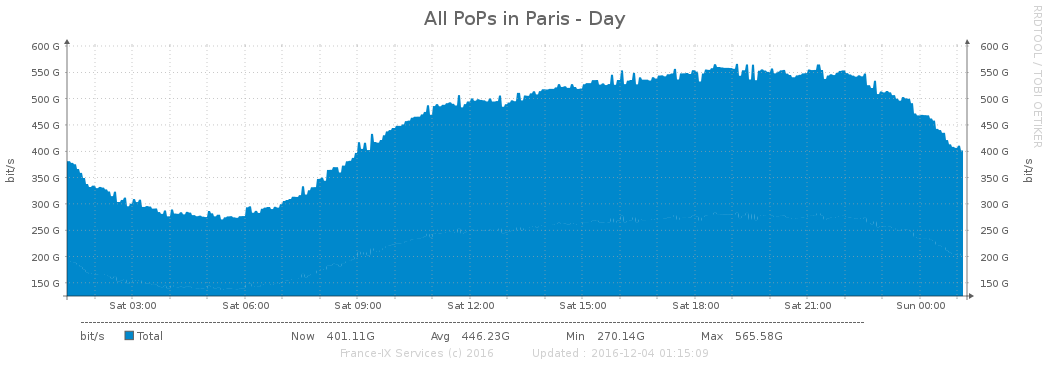 All PoPs in Paris - Day
RRDTOOL / TOBI OETIKER
600 G 600 G
550 G 550 G
500 G 500 G
450 G 450 G
400 G 400 G
350 G 350 G
300 G 300 G
250 G 250 G
200 G 200 G
150 G 150 G
bit/s bit/s
Sat 03:00 Sat 06:00 Sat 09:00 Sat 12:00 Sat 15:00 Sat 18:00 Sat 21:00 Sun 00:00
bit/s Total Now 401.11G Avg 446.23G Min 270.14G Max 565.58G
France-IX Services (c) 2016 Updated : 2016-12-04 01:15:09